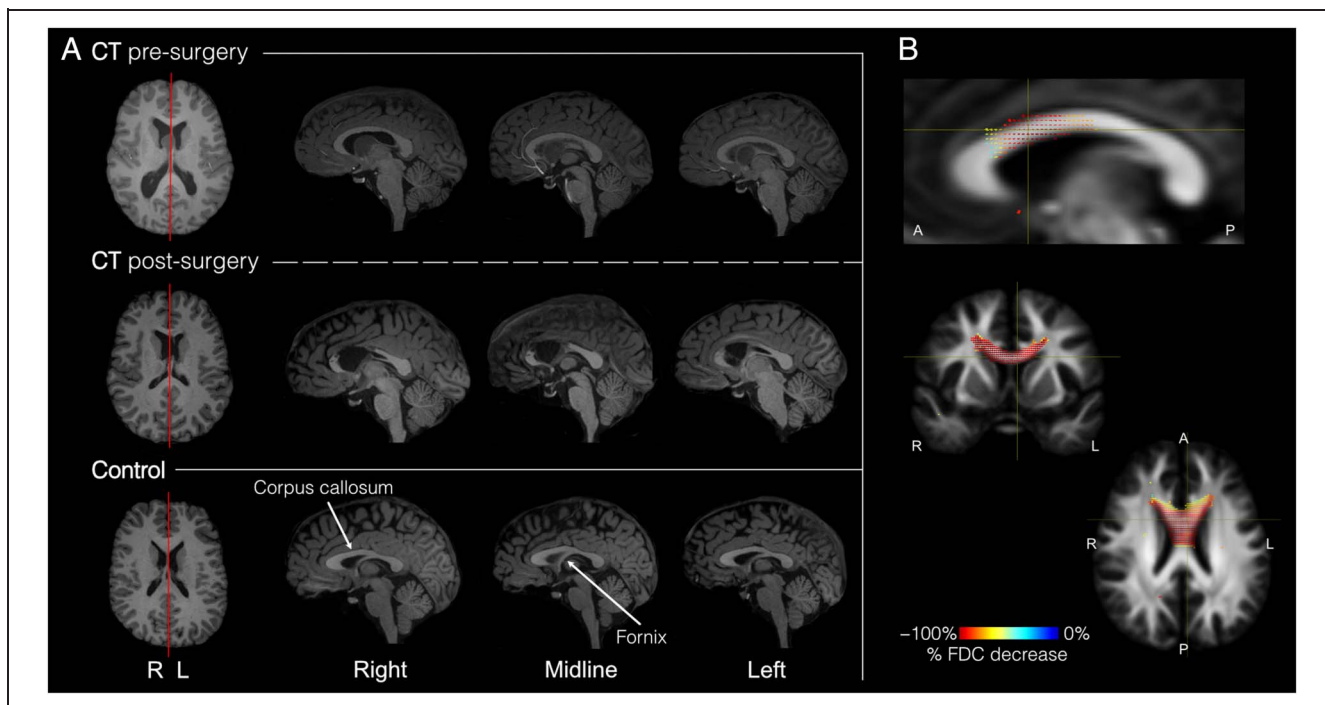 A CT pre-surgery
CT post-surgery
Control
Corpus callosum
Fornix
R L Right Midline Left
B
A P
R L
A
R L
P
−100% 0%
% FDC decrease